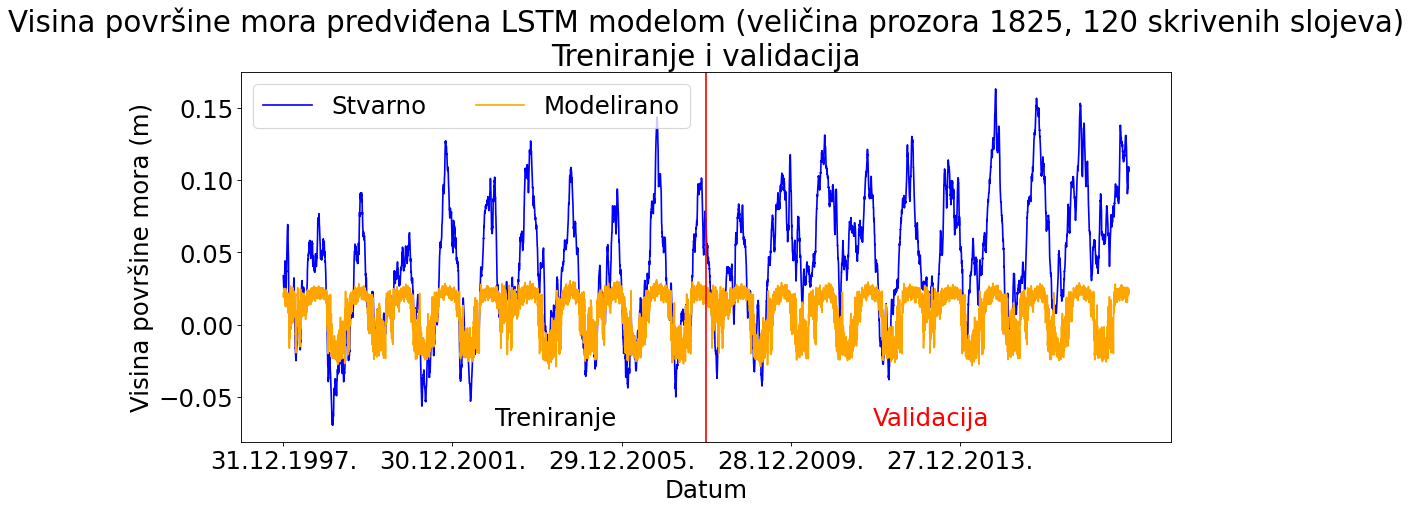 Visina površine mora predviđena LSTM modelom (veličina prozora 1825, 120 skrivenih slojeva)
Treniranje i validacija
Stvarno Modelirano
Visina površine mora (m)
0.15
0.10
0.05
0.00
−0.05
Treniranje Validacija
31.12.1997. 30.12.2001. 29.12.2005. 28.12.2009. 27.12.2013.
Datum